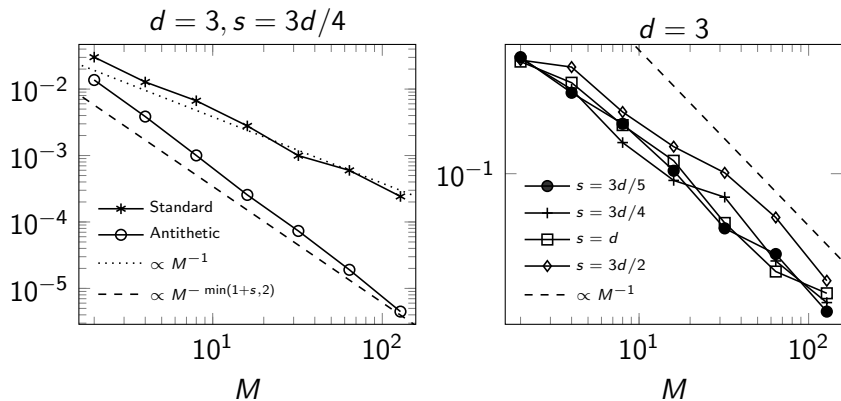 d = 3, s = 3d/4
10^{-2}
10^{-3}
10^{-4}
10^{-5}
Standard
Antithetic
∝ M^{-1}
∝ M^{- min(1+s,2)}
10^1
10^2
M
d = 3
10^{-1}
s = 3d/5
s = 3d/4
s = d
s = 3d/2
∝ M^{-1}
10^1
10^2
M